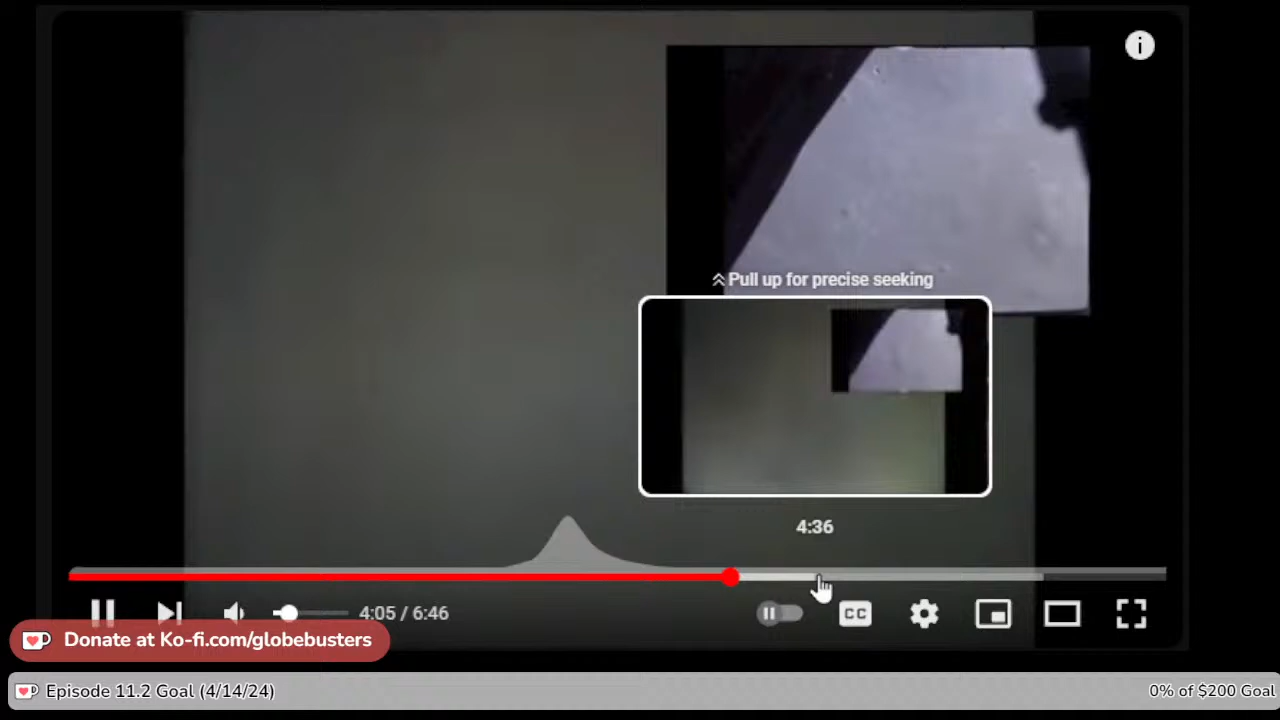 Pull up for precise seeking
4:36
4:05 / 6:46
CC
Donate at Ko-fi.com/globebusters
Episode 11.2 Goal (4/14/24)
0% of $200 Goal